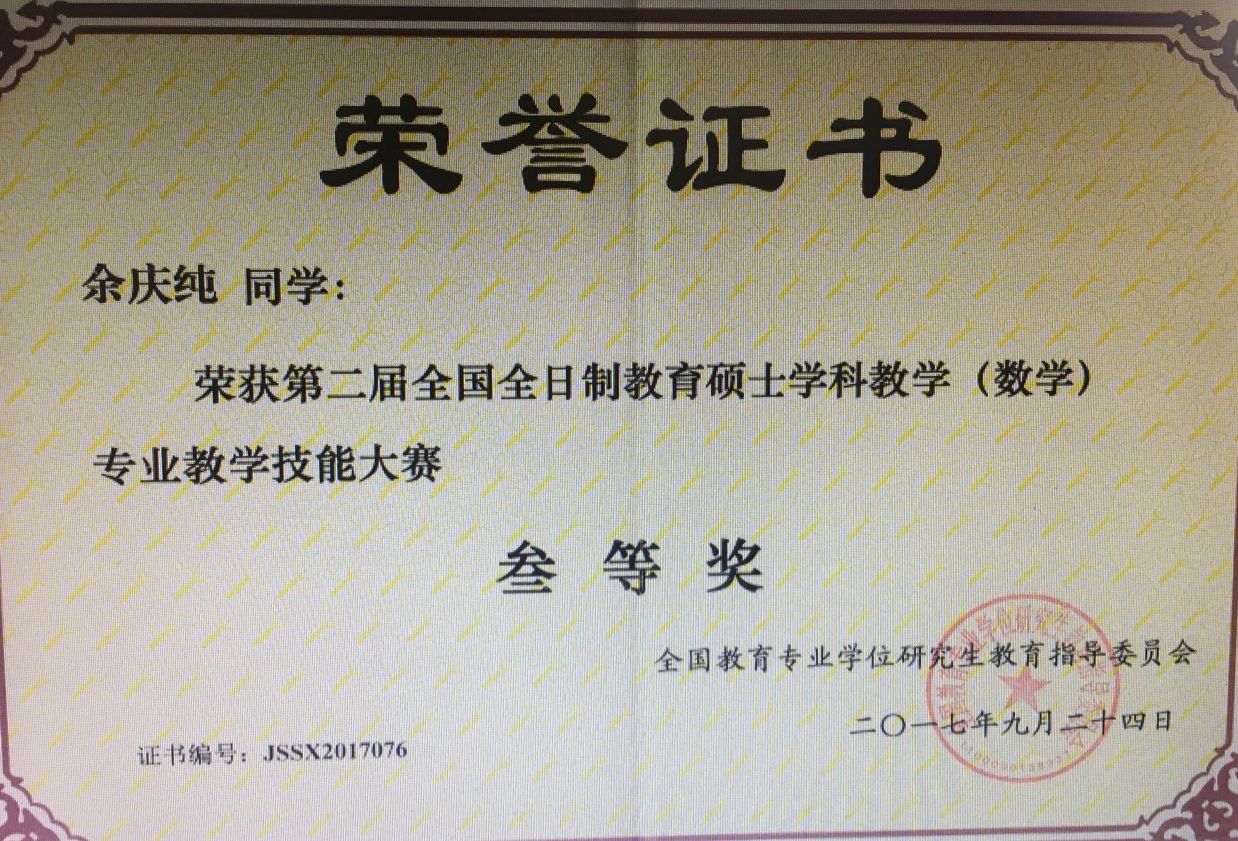 荣誉证书
余庆纯 同学:
荣获第二届全国全日制教育硕士学科教学（数学）
专业教学技能大赛
叁等奖
全国教育专业学位研究生教育指导委员会
二〇一七年九月二十四日
证书编号：JSSX2017076